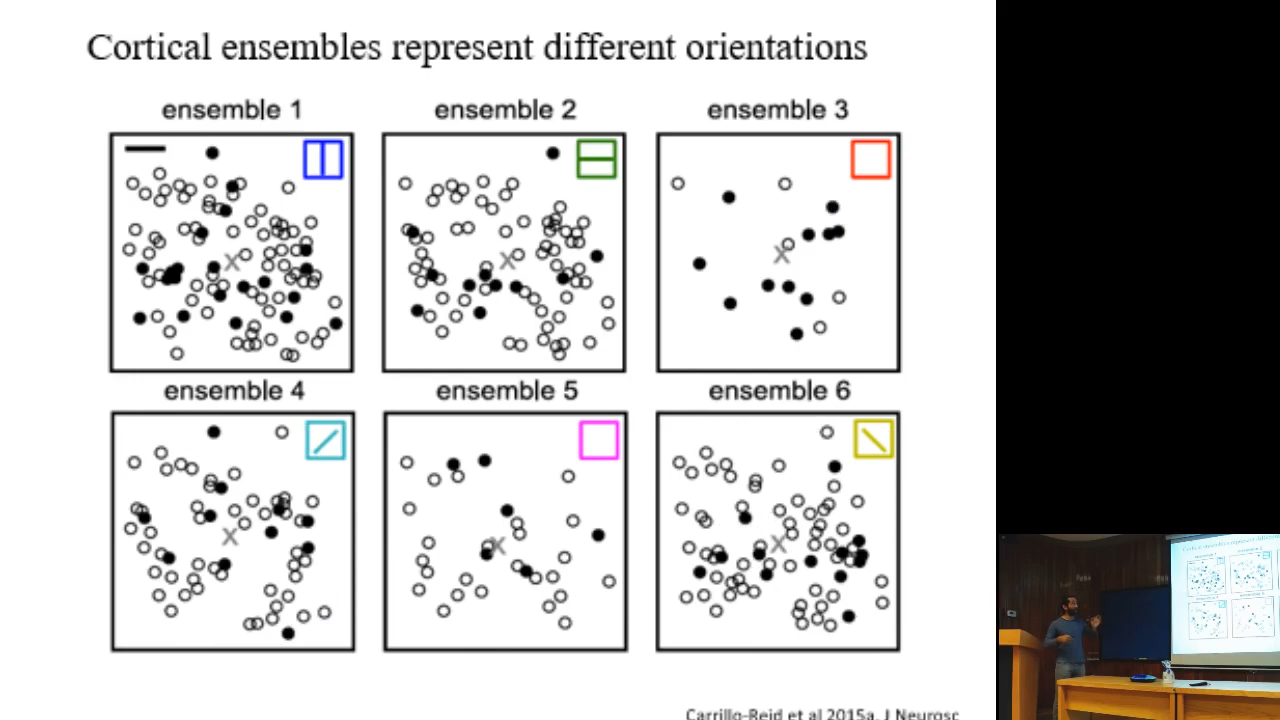 Cortical ensembles represent different orientations
ensemble 1
ensemble 2
ensemble 3
ensemble 4
ensemble 5
ensemble 6
Carrillo-Reid et al 2015a, J Neurosc